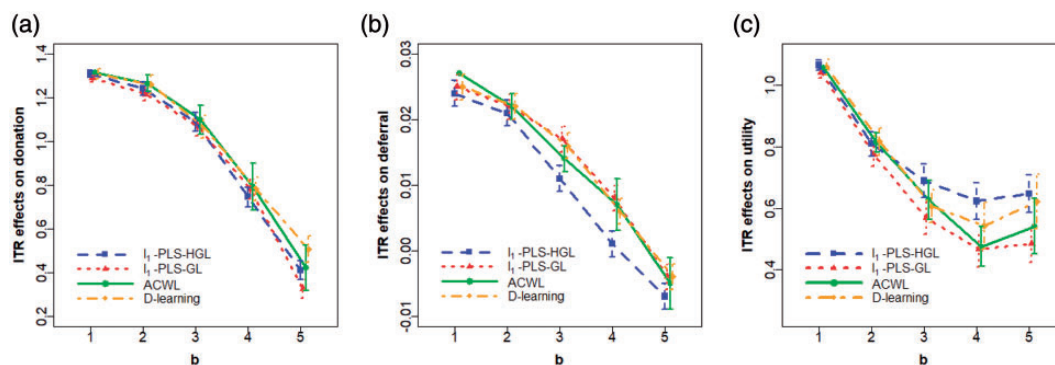 (a)
ITR effects on donation
1.4
1.2
1.0
0.8
0.6
0.4
0.2
l₁-PLS-HGL
l₁-PLS-GL
ACWL
D-learning
1 2 3 4 5
b
(b)
ITR effects on deferral
0.03
0.02
0.01
0.00
-0.01
l₁-PLS-HGL
l₁-PLS-GL
ACWL
D-learning
1 2 3 4 5
b
(c)
ITR effects on utility
1.0
0.8
0.6
0.4
l₁-PLS-HGL
l₁-PLS-GL
ACWL
D-learning
1 2 3 4 5
b